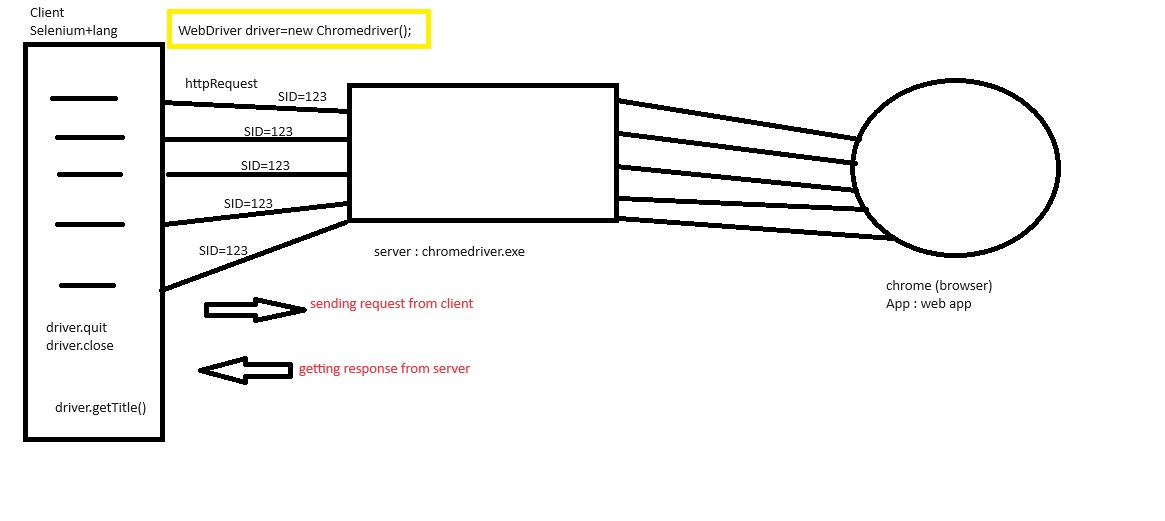 Client
Selenium+lang
WebDriver driver=new Chromedriver();
httpRequest
SID=123
SID=123
SID=123
SID=123
SID=123
server : chromedriver.exe
sending request from client
getting response from server
driver.quit
driver.close
driver.getTitle()
chrome (browser)
App : web app